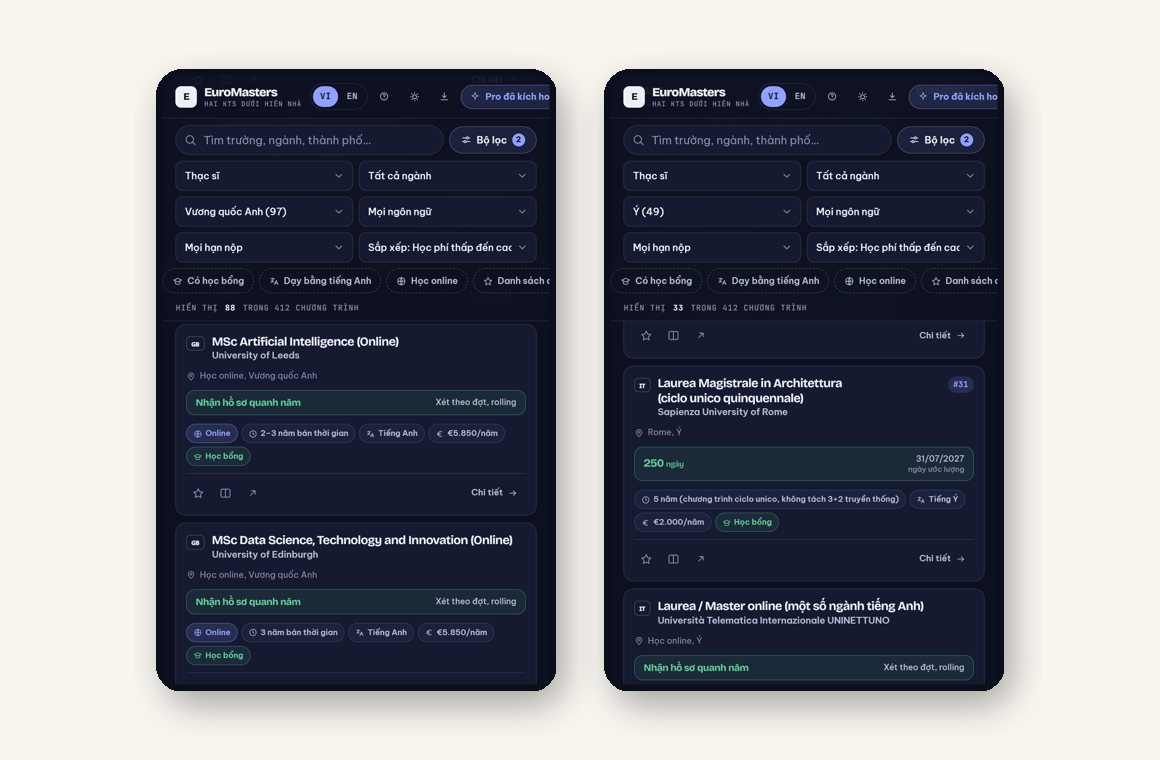 Chi tiết →
E EuroMasters VI EN Pro đã kích ho
HAI KTS DƯỚI HIÊN NHÀ
Tìm trường, ngành, thành phố… Bộ lọc 2
Thạc sĩ Tất cả ngành
Vương quốc Anh (97) Mọi ngôn ngữ
Mọi hạn nộp Sắp xếp: Học phí thấp đến cao
Có học bổng Dạy bằng tiếng Anh Học online Danh sách c
HIỂN THỊ 88 TRONG 412 CHƯƠNG TRÌNH
GB MSc Artificial Intelligence (Online)
University of Leeds
Học online, Vương quốc Anh
Nhận hồ sơ quanh năm Xét theo đợt, rolling
Online 2–3 năm bán thời gian Tiếng Anh € €5.850/năm
Học bổng
Chi tiết →
GB MSc Data Science, Technology and Innovation (Online)
University of Edinburgh
Học online, Vương quốc Anh
Nhận hồ sơ quanh năm Xét theo đợt, rolling
Online 3 năm bán thời gian Tiếng Anh € €5.850/năm
Học bổng
E EuroMasters VI EN Pro đã kích ho
HAI KTS DƯỚI HIÊN NHÀ
Tìm trường, ngành, thành phố… Bộ lọc 2
Thạc sĩ Tất cả ngành
Ý (49) Mọi ngôn ngữ
Mọi hạn nộp Sắp xếp: Học phí thấp đến cao
Có học bổng Dạy bằng tiếng Anh Học online Danh sách c
HIỂN THỊ 33 TRONG 412 CHƯƠNG TRÌNH
Chi tiết →
IT Laurea Magistrale in Architettura #31
(ciclo unico quinquennale)
Sapienza University of Rome
Rome, Ý
250 ngày 31/07/2027
ngày ước lượng
5 năm (chương trình ciclo unico, không tách 3+2 truyền thống) Tiếng Ý
€ €2.000/năm Học bổng
Chi tiết →
IT Laurea / Master online (một số ngành tiếng Anh)
Università Telematica Internazionale UNINETTUNO
Học online, Ý
Nhận hồ sơ quanh năm Xét theo đợt, rolling